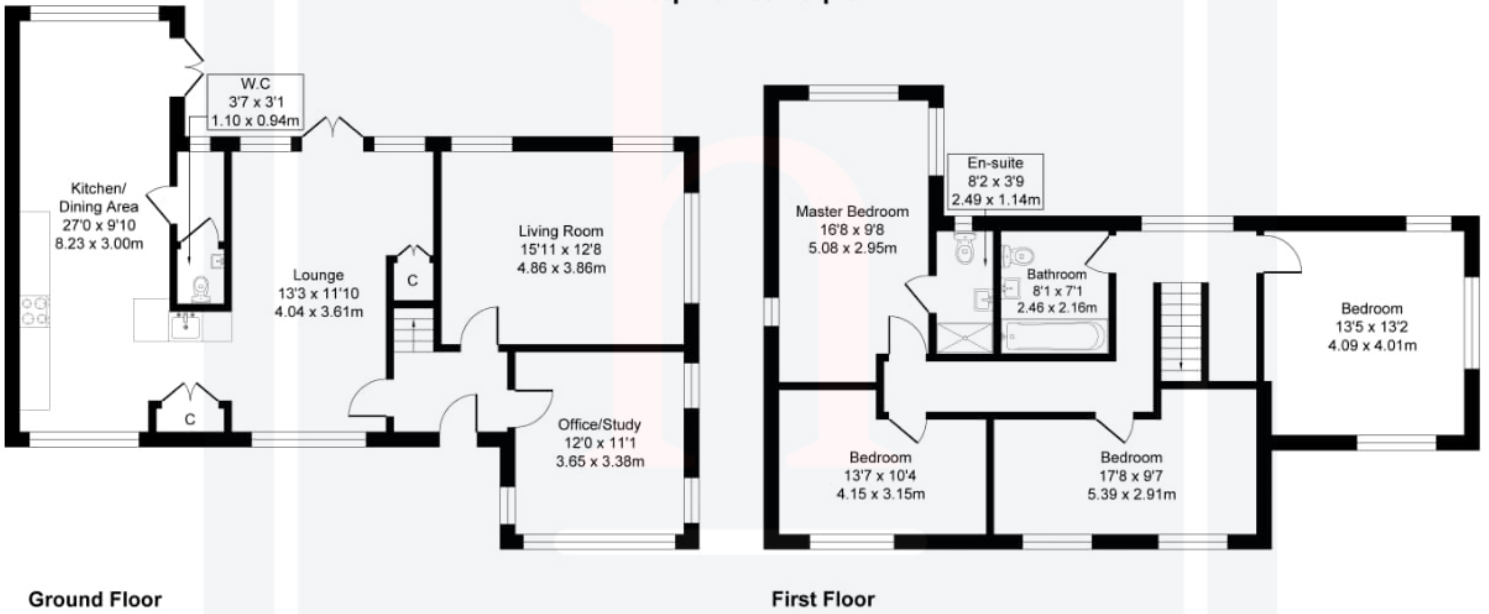 W.C
3'7 x 3'1
1.10 x 0.94m
Kitchen/
Dining Area
27'0 x 9'10
8.23 x 3.00m
Lounge
13'3 x 11'10
4.04 x 3.61m
C
C
Living Room
15'11 x 12'8
4.86 x 3.86m
Office/Study
12'0 x 11'1
3.65 x 3.38m
Ground Floor
Master Bedroom
16'8 x 9'8
5.08 x 2.95m
En-suite
8'2 x 3'9
2.49 x 1.14m
Bathroom
8'1 x 7'1
2.46 x 2.16m
Bedroom
13'5 x 13'2
4.09 x 4.01m
Bedroom
13'7 x 10'4
4.15 x 3.15m
Bedroom
17'8 x 9'7
5.39 x 2.91m
First Floor
h